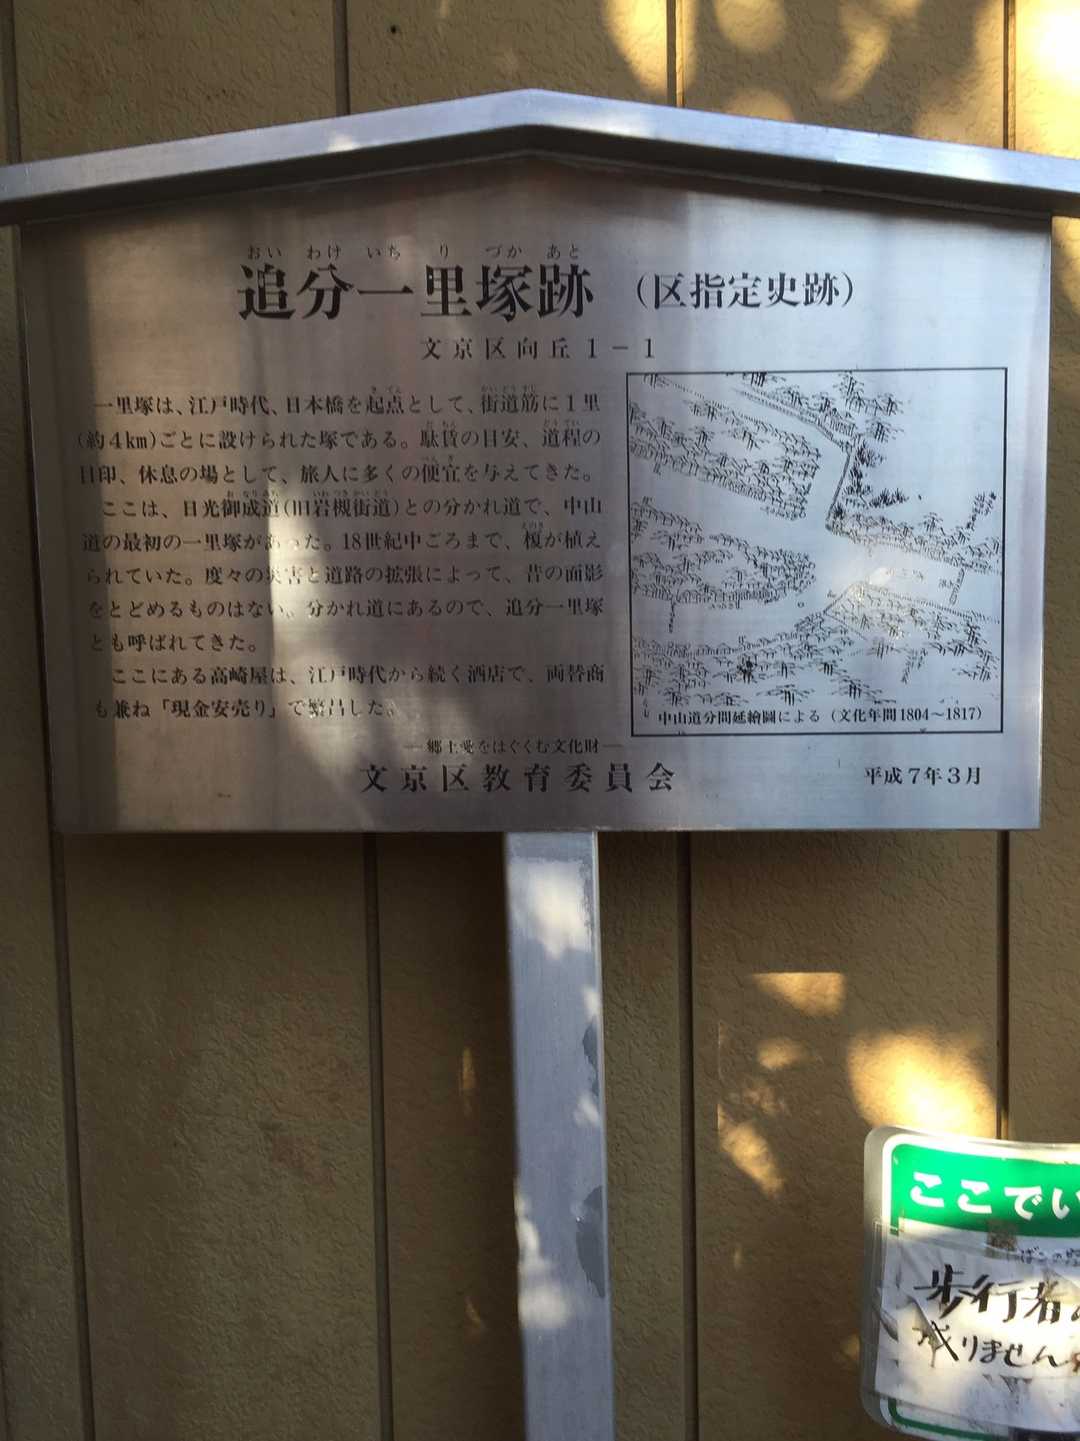 おいわけいちりづかあと
追分一里塚跡（区指定史跡）
文京区向丘１－１
一里塚は、江戸時代、日本橋を起点として、街道筋に１里
(約４km)ごとに設けられた塚である。駄賃の目安、道程の
目印、休息の場として、旅人に多くの便宜を与えてきた。
ここは、日光御成道(旧岩槻街道)との分かれ道で、中山
道の最初の一里塚があった。18世紀中ごろまで、榎が植え
られていた。度々の災害と道路の拡張によって、昔の面影
をとどめるものはない。分かれ道にあるので、追分一里塚
とも呼ばれてきた。
ここにある高崎屋は、江戸時代から続く酒店で、両替商
も兼ね「現金安売り」で繁昌した。
中山道分間延繪圖による（文化年間1804～1817）
―郷土愛をはぐくむ文化財―
文京区教育委員会
平成７年３月
ここでい
歩行者
りません